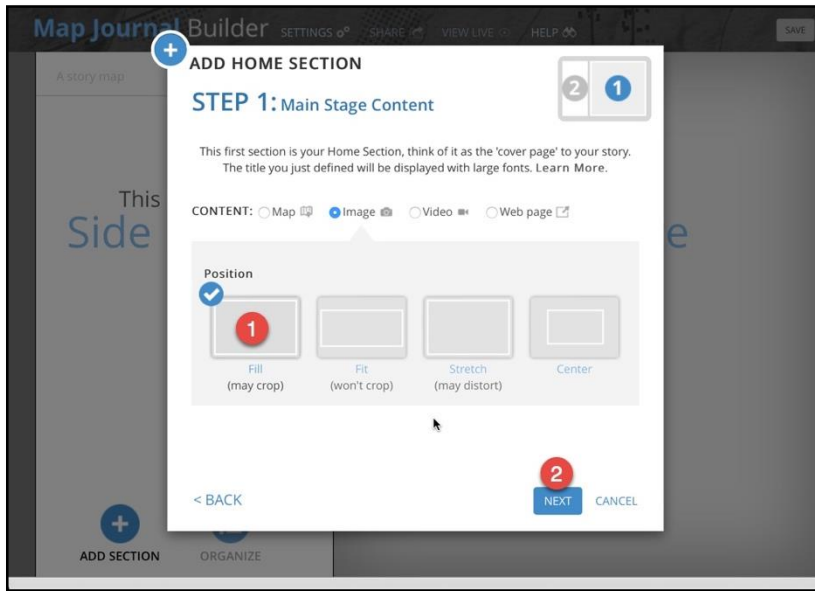 Map Journal Builder SETTINGS SHARE VIEW LIVE HELP SAVE
A story map
This
Side
e
ADD HOME SECTION
STEP 1: Main Stage Content
2 1
This first section is your Home Section, think of it as the 'cover page' to your story.
The title you just defined will be displayed with large fonts. Learn More.
CONTENT: Map Image Video Web page
Position
1
Fill Fit Stretch Center
(may crop) (won't crop) (may distort)
2
< BACK NEXT CANCEL
ADD SECTION ORGANIZE